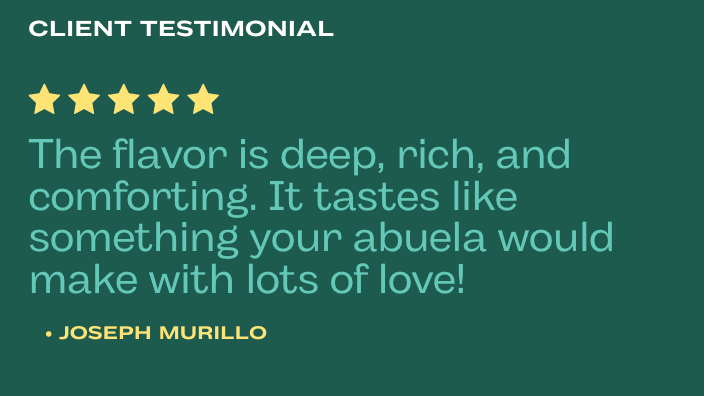 CLIENT TESTIMONIAL
The flavor is deep, rich, and
comforting. It tastes like
something your abuela would
make with lots of love!
• JOSEPH MURILLO